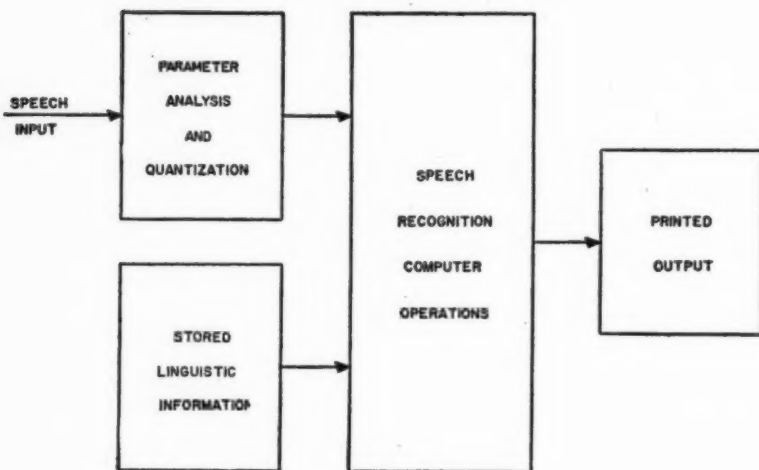 SPEECH
INPUT
PARAMETER
ANALYSIS
AND
QUANTIZATION
STORED
LINGUISTIC
INFORMATION
SPEECH
RECOGNITION
COMPUTER
OPERATIONS
PRINTED
OUTPUT